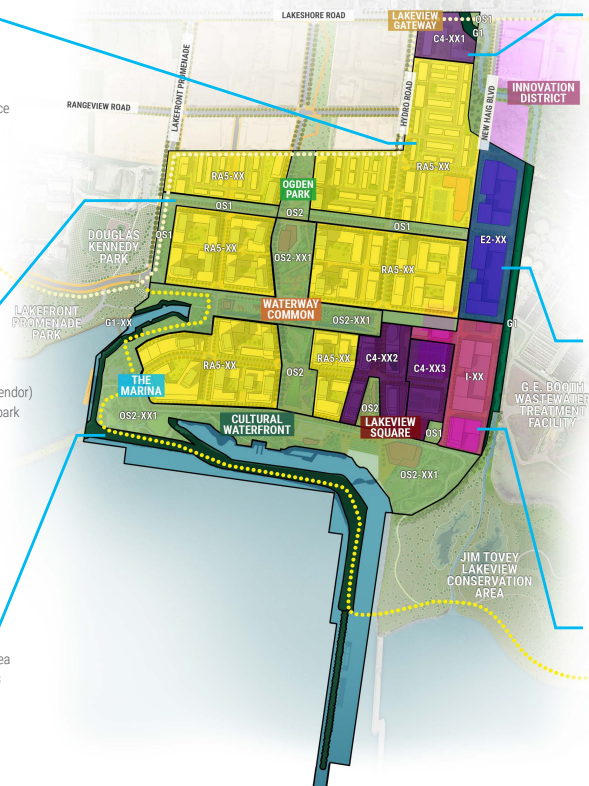 LAKESHORE ROAD
LAKEVIEW
GATEWAY
OS1
G1
C4-XX1
LAKEFRONT PROMENADE
HYDRO ROAD
NEW HAIG BLVD
INNOVATION
DISTRICT
ce
RANGEVIEW ROAD
RA5-XX
RA5-XX
OGDEN
PARK
OS1
OS2
OS1
DOUGLAS
KENNEDY
PARK
OS1
RA5-XX
OS2-XX1
RA5-XX
E2-XX
LAKEFRONT
PROMENADE
PARK
G1-XX
WATERWAY
COMMON
OS2-XX1
G1
RA5-XX
OS2
RA5-XX
C4-XX2
C4-XX3
I-XX
THE
MARINA
endor)
park
G.E. BOOTH
WASTEWATER
TREATMENT
FACILITY
OS2-XX1
CULTURAL
WATERFRONT
OS2
LAKEVIEW
SQUARE
OS1
OS2-XX1
JIM TOVEY
LAKEVIEW
CONSERVATION
AREA
ea